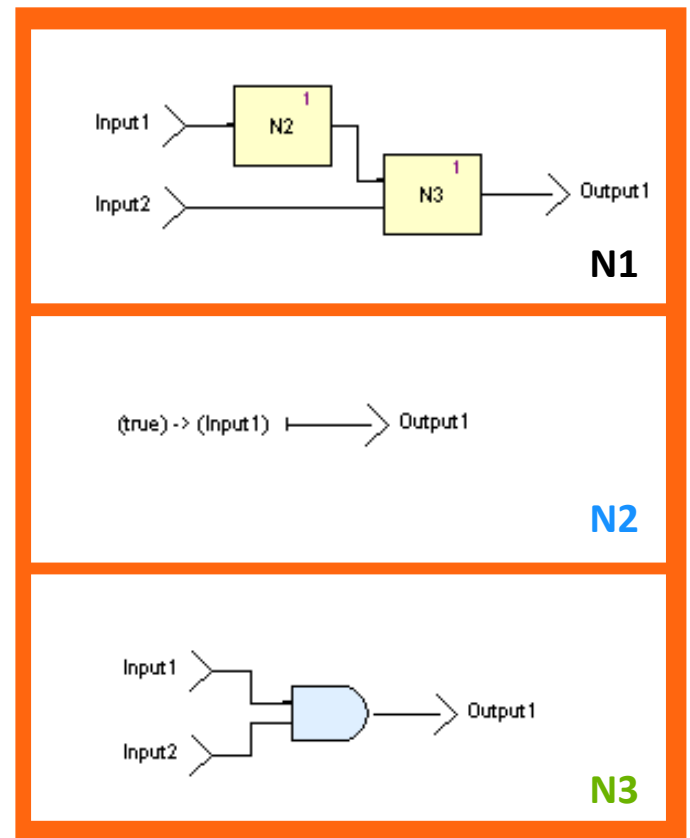 1
Input1
N2
1
Input2
N3
Output1
N1
(true) -> (Input1)
Output1
N2
Input1
Output1
Input2
N3